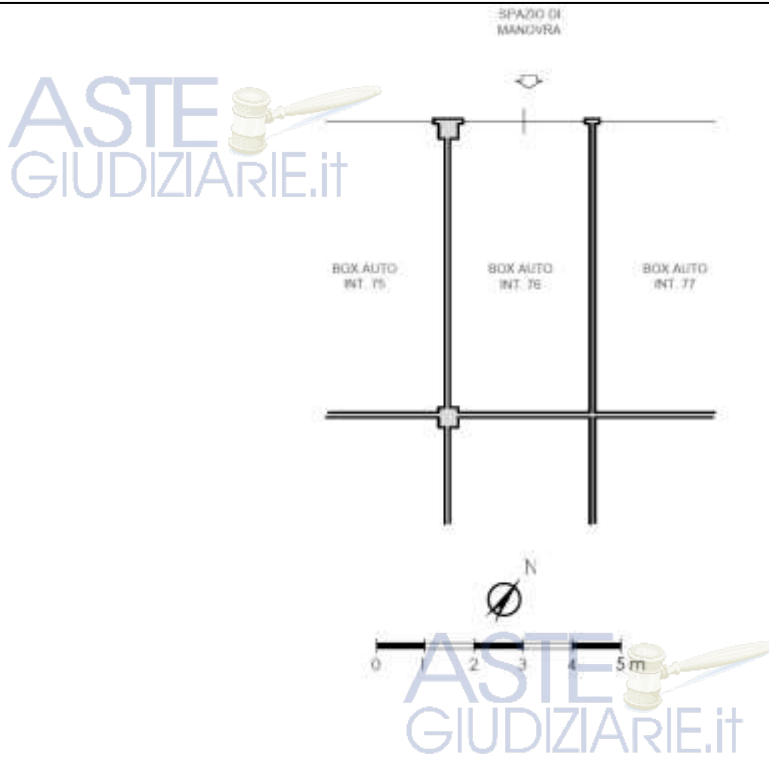 SPAZIO DI
MANOVRA
ASTE
GIUDIZIARIE.it
BOX AUTO
INT. 75
BOX AUTO
INT. 76
BOX AUTO
INT. 77
N
0 1 2 3 4 5 m
ASTE
GIUDIZIARIE.it